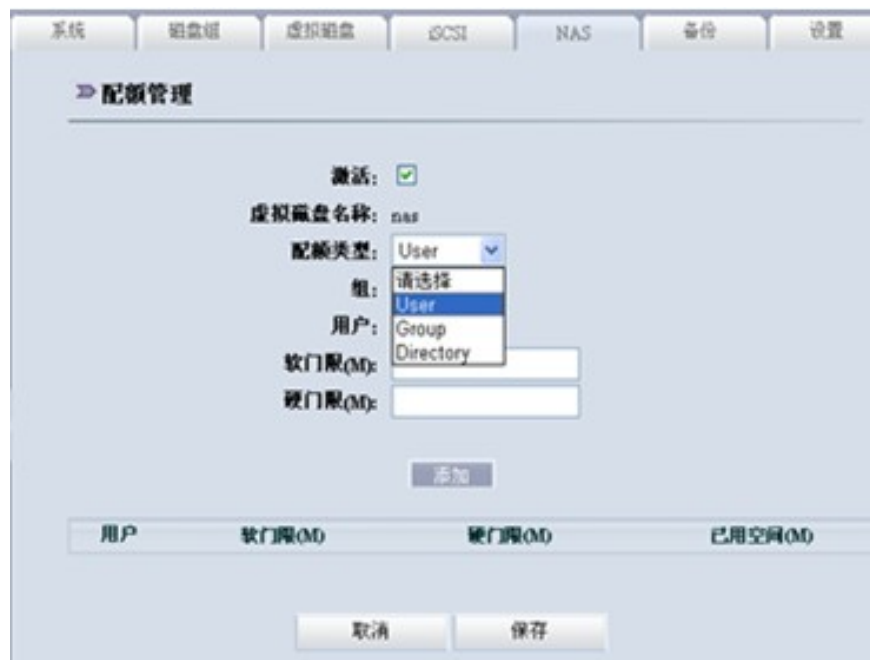 系统 磁盘组 虚拟磁盘 iSCSI NAS 备份 设置
配额管理
激活:
虚拟磁盘名称: nas
配额类型: User
请选择
组:
User
用户: Group
Directory
软门限(M):
硬门限(M):
添加
用户 软门限(M) 硬门限(M) 已用空间(M)
取消 保存